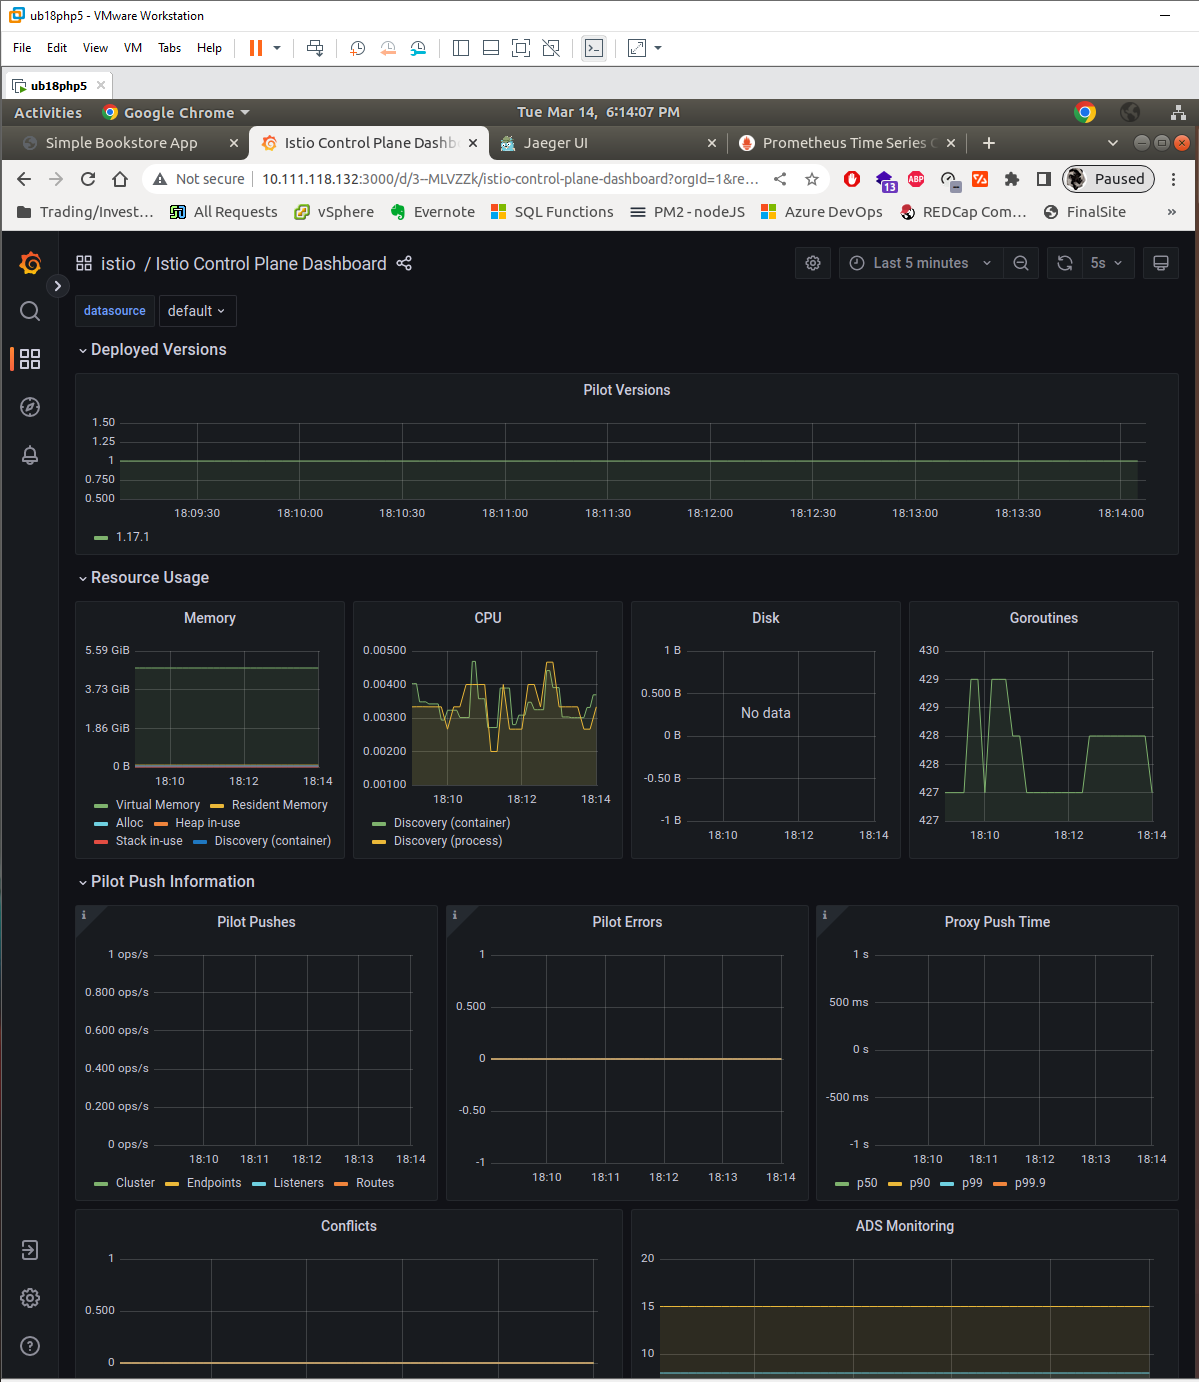 ub18php5 - VMware Workstation
File Edit View VM Tabs Help
ub18php5
Activities Google Chrome Tue Mar 14, 6:14:07 PM
Simple Bookstore App Istio Control Plane Dashb Jaeger UI Prometheus Time Series C
Not secure 10.111.118.132:3000/d/3--MLVZZk/istio-control-plane-dashboard?orgId=1&re... 13 ABP Paused
Trading/Invest... All Requests vSphere Evernote SQL Functions PM2 - nodeJS Azure DevOps REDCap Com... FinalSite »
istio / Istio Control Plane Dashboard Last 5 minutes 5s
datasource default
Deployed Versions
Pilot Versions
1.50
1.25
1
0.750
0.500
18:09:30 18:10:00 18:10:30 18:11:00 18:11:30 18:12:00 18:12:30 18:13:00 18:13:30 18:14:00
1.17.1
Resource Usage
Memory
5.59 GiB
3.73 GiB
1.86 GiB
0 B
18:10 18:12 18:14
Virtual Memory Resident Memory
Alloc Heap in-use
Stack in-use Discovery (container)
CPU
0.00500
0.00400
0.00300
0.00200
0.00100
18:10 18:12 18:14
Discovery (container)
Discovery (process)
Disk
1 B
0.500 B
No data
0 B
-0.50 B
-1 B
18:10 18:12 18:14
Goroutines
430
429
429
428
428
427
427
18:10 18:12 18:14
Pilot Push Information
Pilot Pushes
1 ops/s
0.800 ops/s
0.600 ops/s
0.400 ops/s
0.200 ops/s
0 ops/s
18:10 18:11 18:12 18:13 18:14
Cluster Endpoints Listeners Routes
Pilot Errors
1
0.500
0
-0.50
-1
18:10 18:11 18:12 18:13 18:14
Proxy Push Time
1 s
500 ms
0 s
-500 ms
-1 s
18:10 18:11 18:12 18:13 18:14
p50 p90 p99 p99.9
Conflicts
1
0.500
0
ADS Monitoring
20
15
10